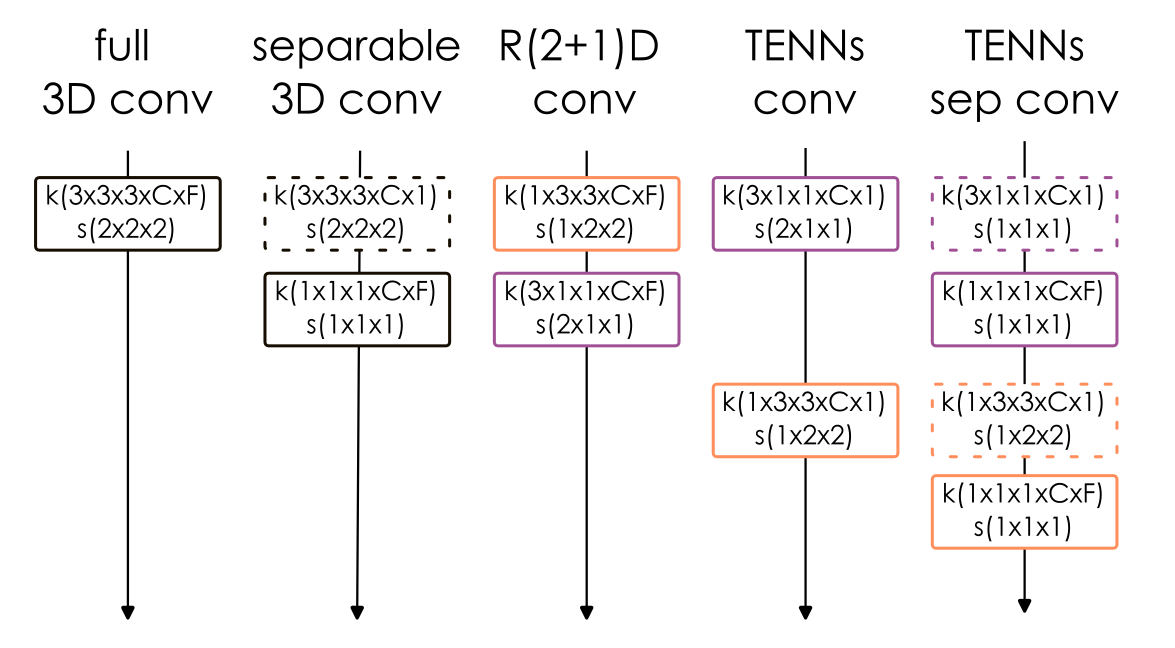 full
3D conv
k(3x3x3xCxF)
s(2x2x2)
separable
3D conv
k(3x3x3xCx1)
s(2x2x2)
k(1x1x1xCxF)
s(1x1x1)
R(2+1)D
conv
k(1x3x3xCxF)
s(1x2x2)
k(3x1x1xCxF)
s(2x1x1)
TENNs
conv
k(3x1x1xCx1)
s(2x1x1)
k(1x3x3xCx1)
s(1x2x2)
TENNs
sep conv
k(3x1x1xCx1)
s(1x1x1)
k(1x1x1xCxF)
s(1x1x1)
k(1x3x3xCx1)
s(1x2x2)
k(1x1x1xCxF)
s(1x1x1)